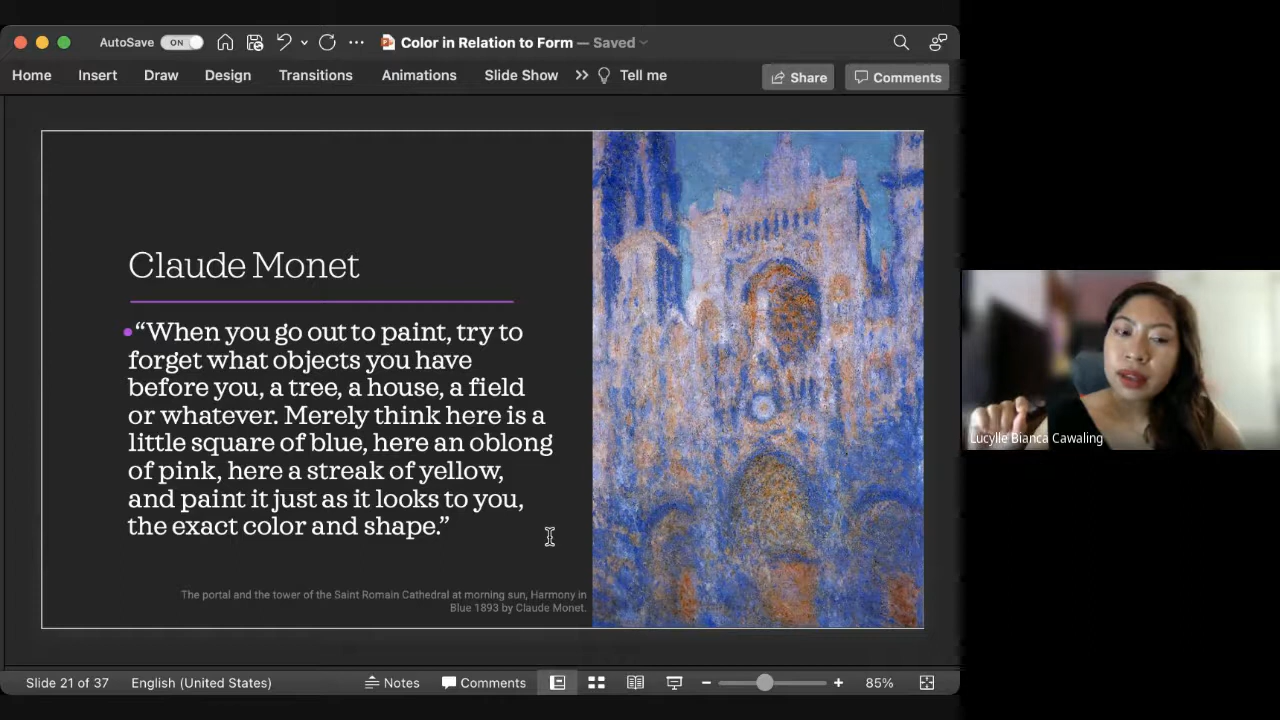 AutoSave ON Color in Relation to Form — Saved
Home Insert Draw Design Transitions Animations Slide Show Tell me Share Comments
Claude Monet
•“When you go out to paint, try to
forget what objects you have
before you, a tree, a house, a field
or whatever. Merely think here is a
little square of blue, here an oblong
of pink, here a streak of yellow,
and paint it just as it looks to you,
the exact color and shape.”
The portal and the tower of the Saint Romain Cathedral at morning sun, Harmony in
Blue 1893 by Claude Monet.
Lucylle Bianca Cawaling
Slide 21 of 37 English (United States) Notes Comments 85%